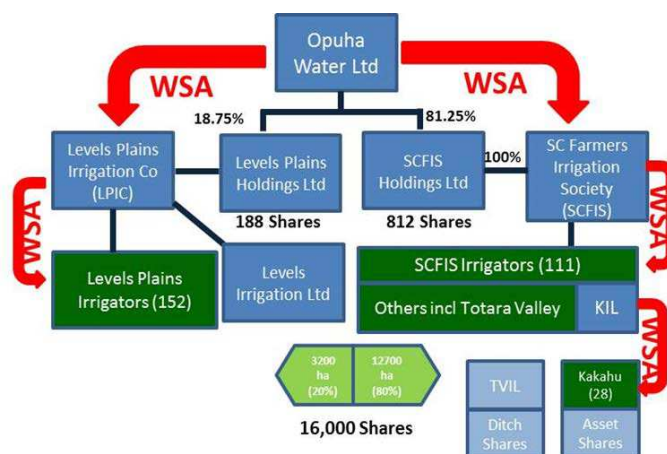 Opuha
Water Ltd
WSA
WSA
18.75%
81.25%
Levels Plains
Irrigation Co
(LPIC)
Levels Plains
Holdings Ltd
SCFIS
Holdings Ltd
100%
SC Farmers
Irrigation
Society
(SCFIS)
188 Shares
812 Shares
WSA
WSA
Levels Plains
Irrigators (152)
Levels
Irrigation Ltd
SCFIS Irrigators (111)
Others incl Totara Valley
KIL
WSA
3200
ha
(20%)
12700
ha
(80%)
16,000 Shares
TVIL
Ditch
Shares
Kakahu
(28)
Asset
Shares